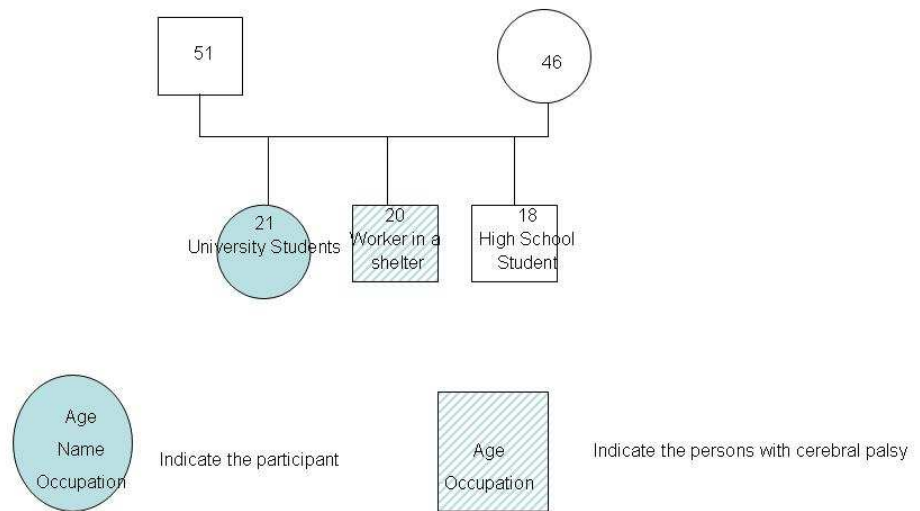 51
46
21
University Students
20
Worker in a
shelter
18
High School
Student
Age
Name
Occupation
Indicate the participant
Age
Occupation
Indicate the persons with cerebral palsy